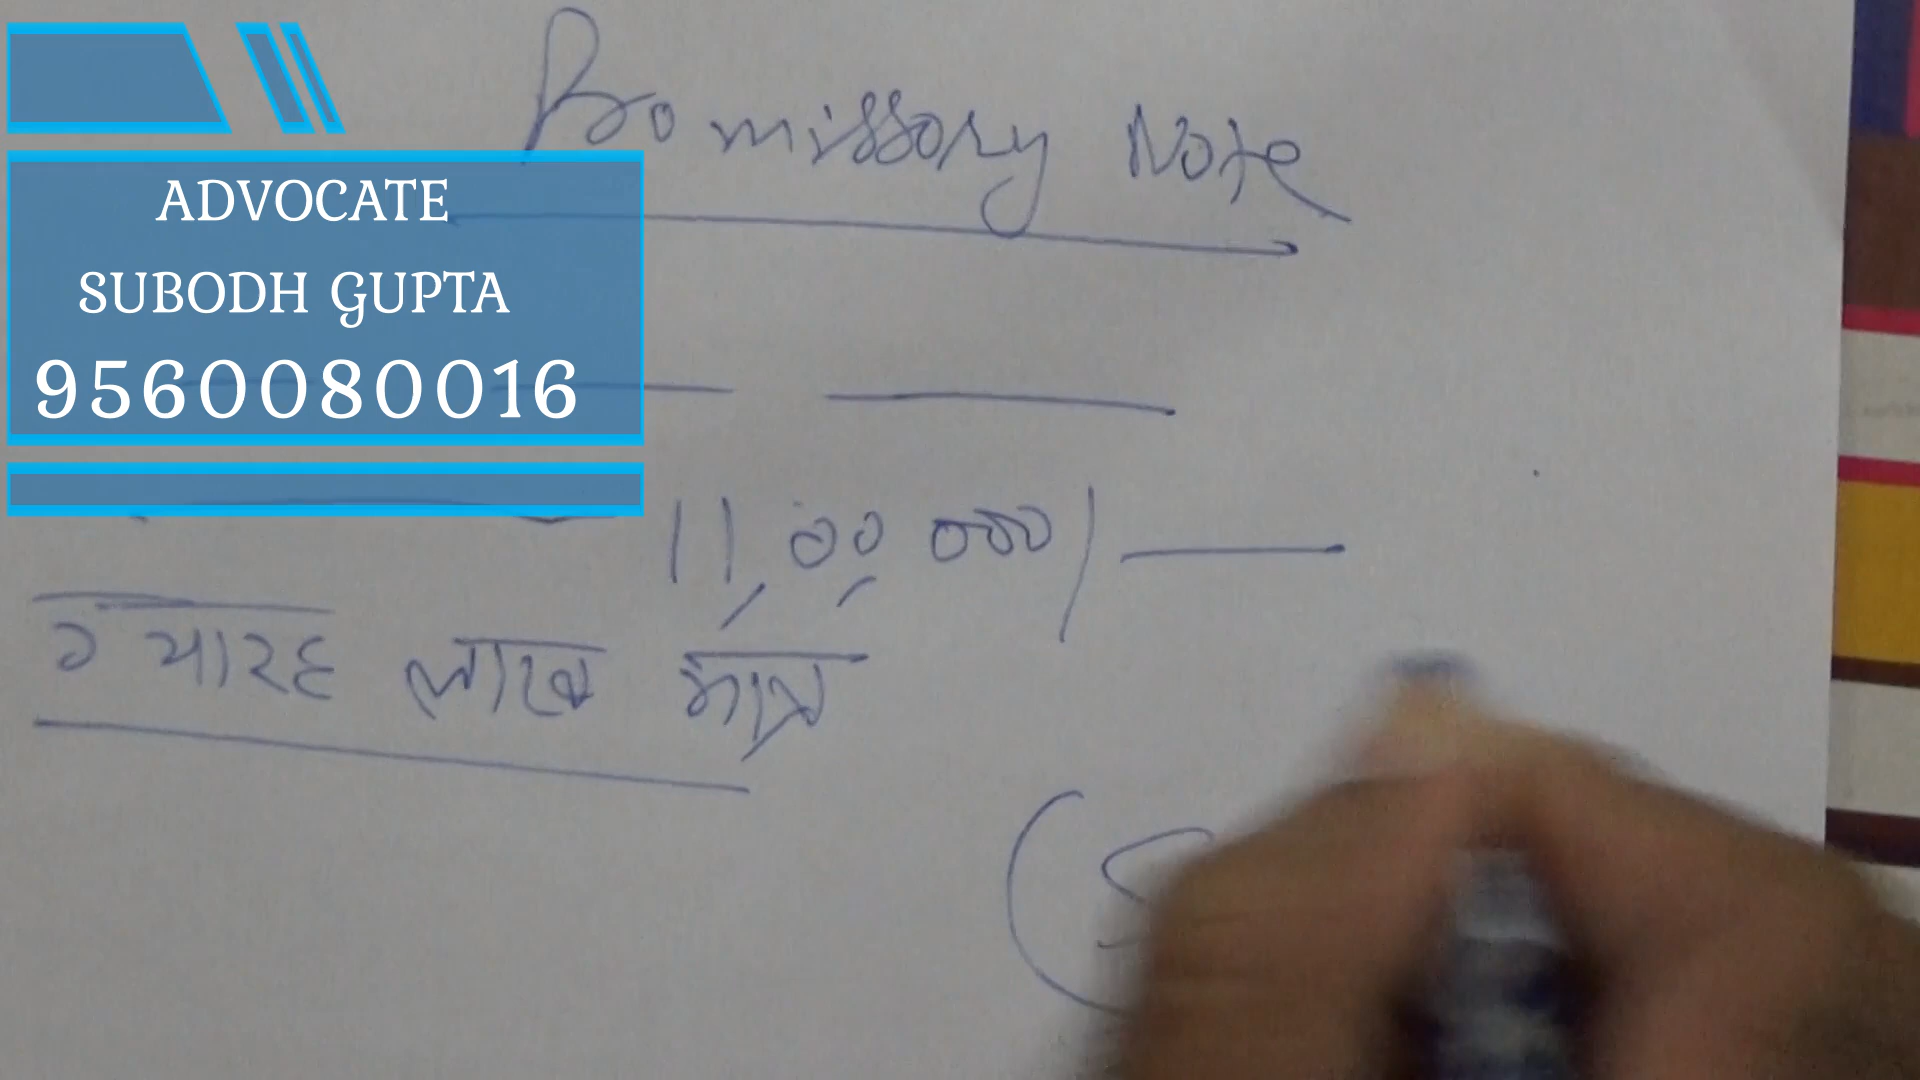 Promissory Note
ADVOCATE
SUBODH GUPTA
9560080016
11,00,000/-
ग्यारह लाख मात्र
(S